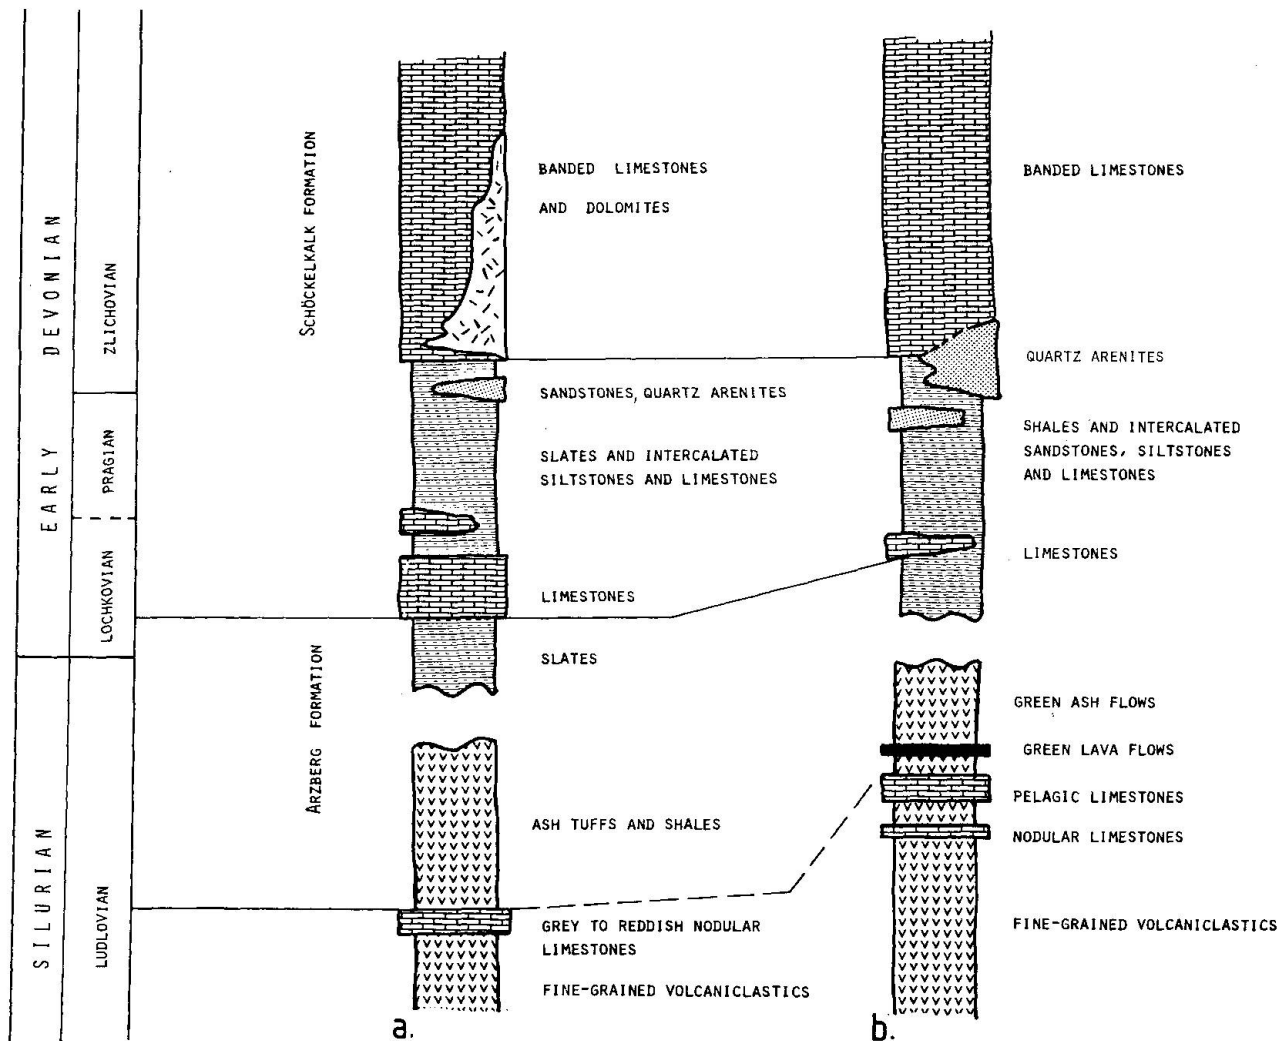 SILURIAN
EARLY DEVONIAN
LUDLOVIAN
LOCHKOVIAN
PRAGIAN
ZLICHOVIAN
ARZBERG FORMATION
SCHÖCKELKALK FORMATION
BANDED LIMESTONES
AND DOLOMITES
SANDSTONES, QUARTZ ARENITES
SLATES AND INTERCALATED
SILTSTONES AND LIMESTONES
LIMESTONES
SLATES
ASH TUFFS AND SHALES
GREY TO REDDISH NODULAR
LIMESTONES
FINE-GRAINED VOLCANICLASTICS
a.
BANDED LIMESTONES
QUARTZ ARENITES
SHALES AND INTERCALATED
SANDSTONES, SILTSTONES
AND LIMESTONES
LIMESTONES
GREEN ASH FLOWS
GREEN LAVA FLOWS
PELAGIC LIMESTONES
NODULAR LIMESTONES
FINE-GRAINED VOLCANICLASTICS
b.